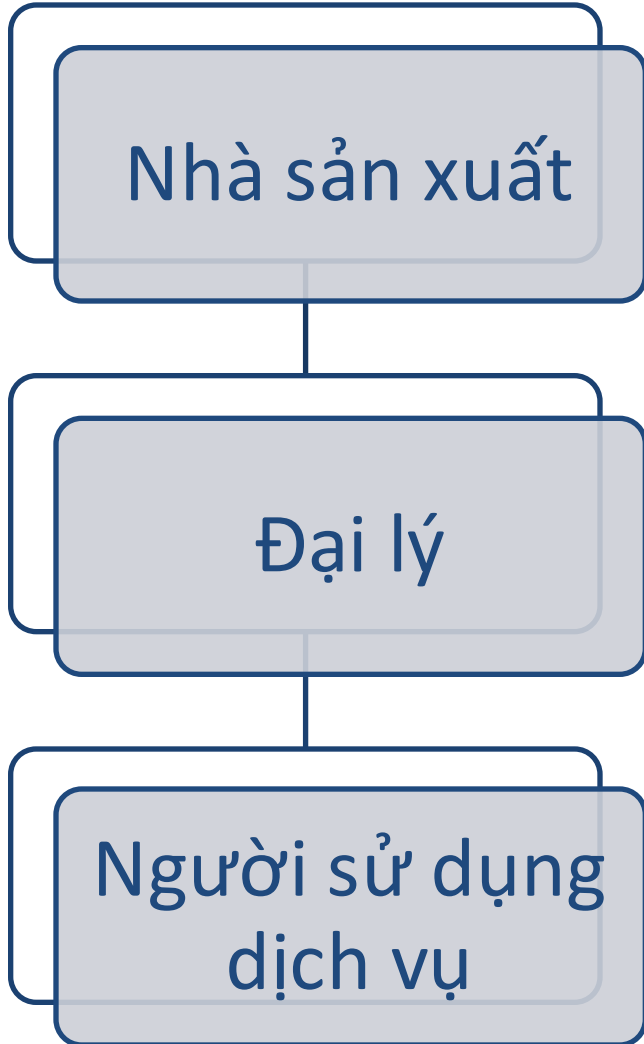 Nhà sản xuất
Đại lý
Người sử dụng
dịch vụ